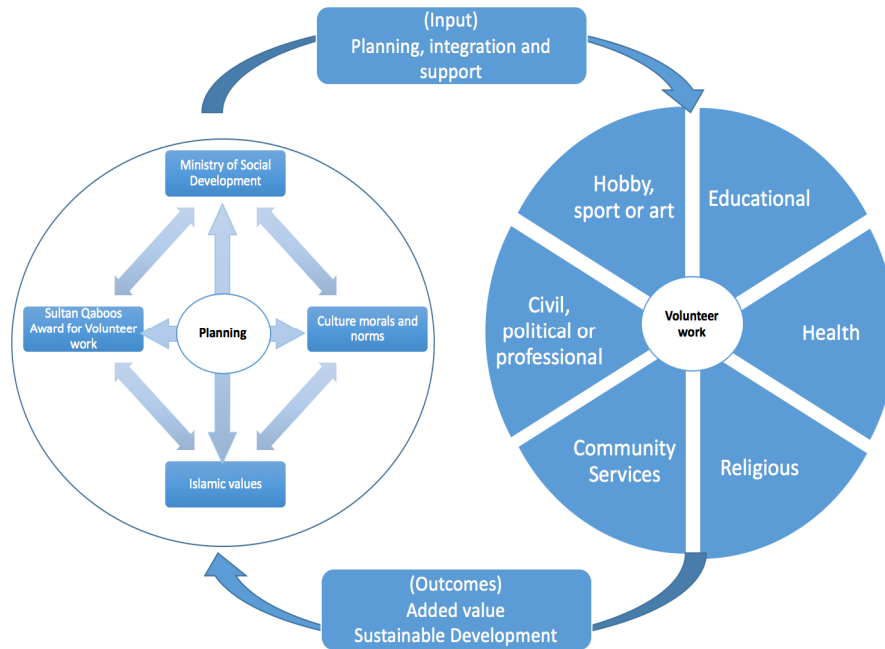 (Input)
Planning, integration and
support
Ministry of Social
Development
Sultan Qaboos
Award for Volunteer
work
Planning
Culture morals and
norms
Islamic values
Hobby,
sport or art
Educational
Civil,
political or
professional
Volunteer
work
Health
Community
Services
Religious
(Outcomes)
Added value
Sustainable Development